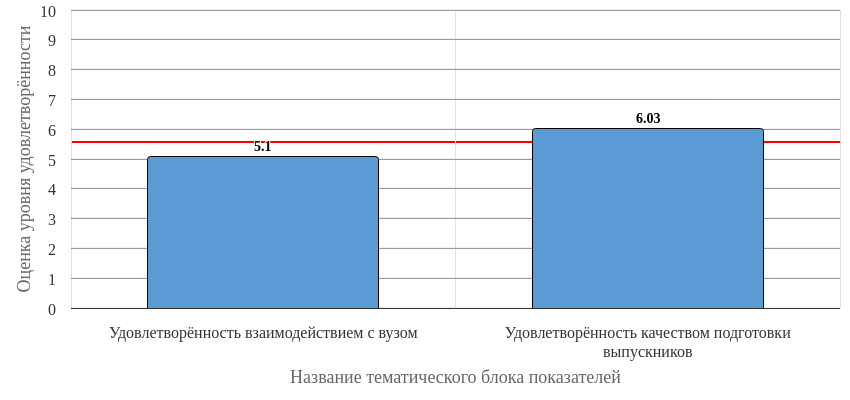 Оценка уровня удовлетворённости
10
9
8
7
6
5
4
3
2
1
0
5.1
6.03
Удовлетворённость взаимодействием с вузом
Удовлетворённость качеством подготовки
выпускников
Название тематического блока показателей